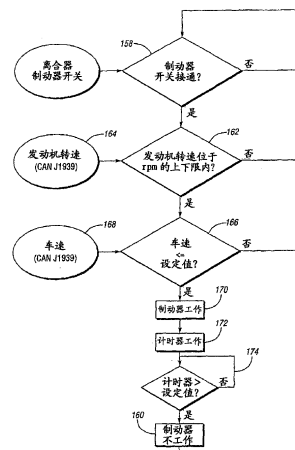 158
离合器
制动器开关
制动器
开关接通？
否
是
164
162
发动机转速
(CAN J1939)
发动机转速位于
rpm 的上下限内？
否
是
168
166
车速
(CAN J1939)
车速
<=
设定值？
否
是
170
制动器工作
172
计时器工作
174
计时器>
设定值？
否
是
160
制动器
不工作